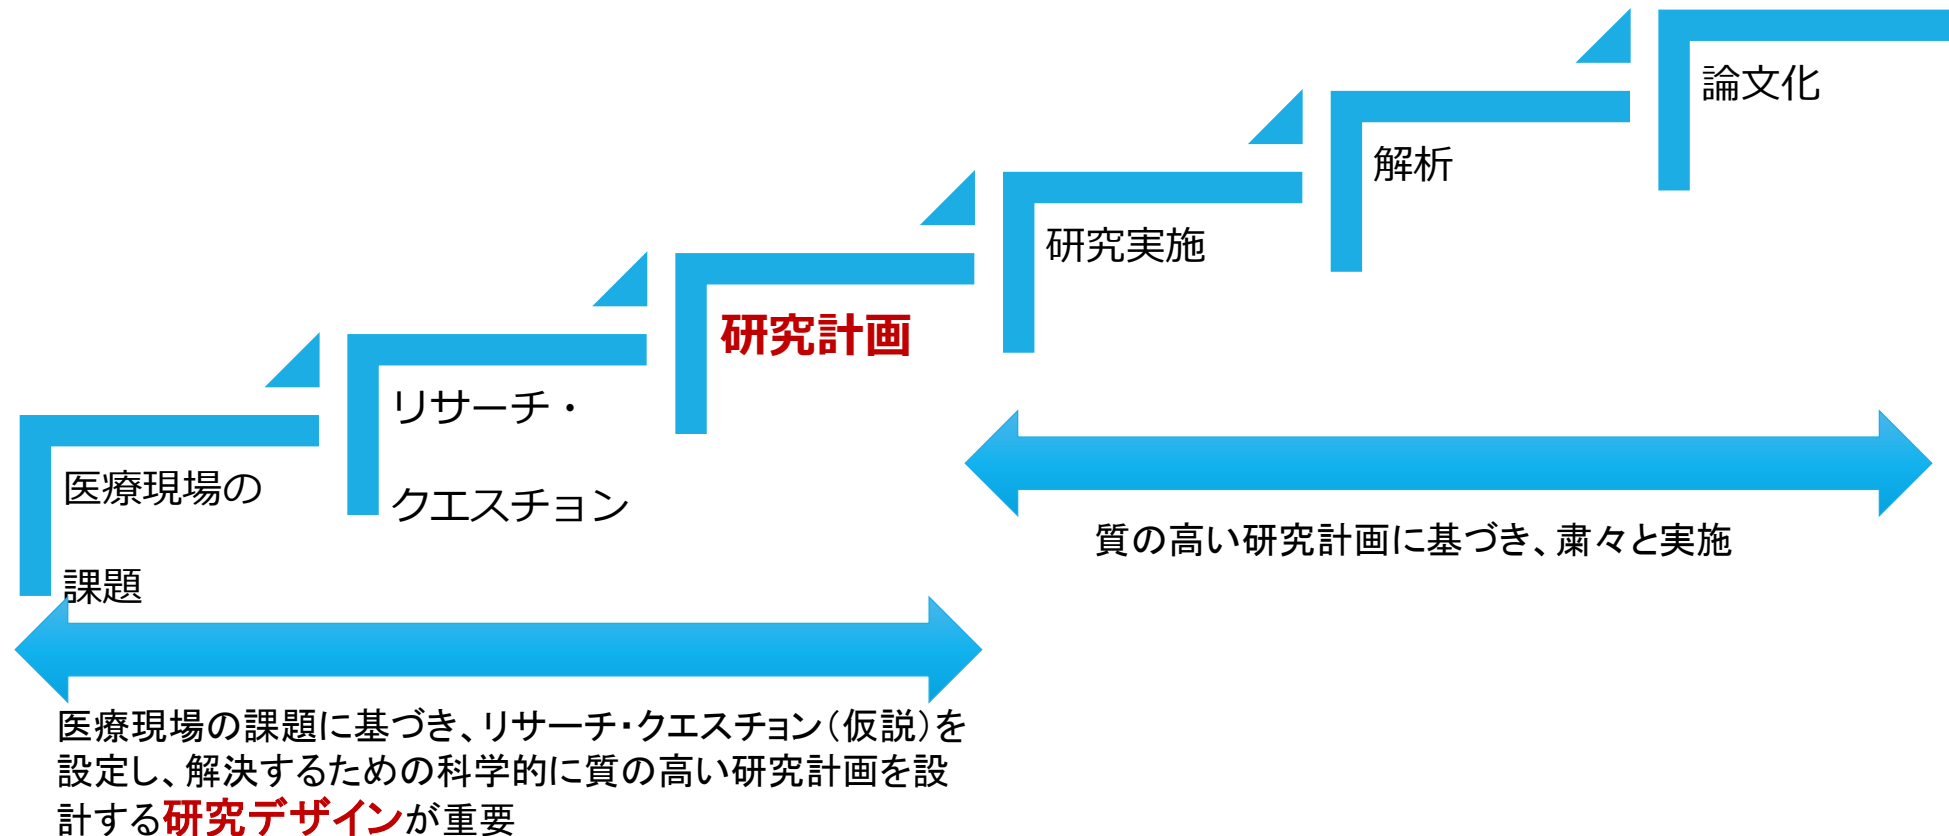 医療現場の
課題
リサーチ・
クエスチョン
研究計画
研究実施
解析
論文化
質の高い研究計画に基づき、粛々と実施
医療現場の課題に基づき、リサーチ・クエスチョン（仮説）を
設定し、解決するための科学的に質の高い研究計画を設
計する研究デザインが重要